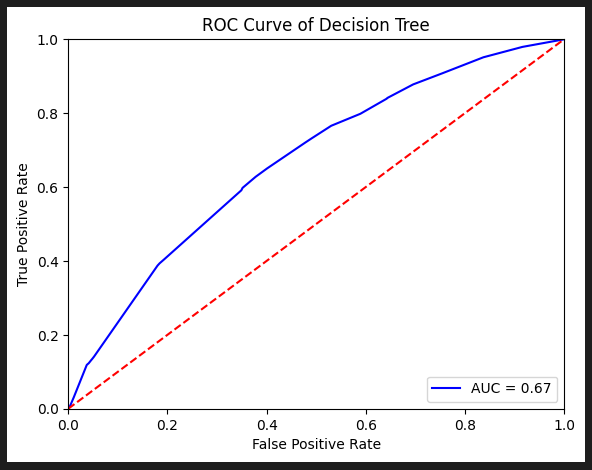 ROC Curve of Decision Tree
1.0
0.8
0.6
0.4
0.2
0.0
True Positive Rate
AUC = 0.67
0.0 0.2 0.4 0.6 0.8 1.0
False Positive Rate